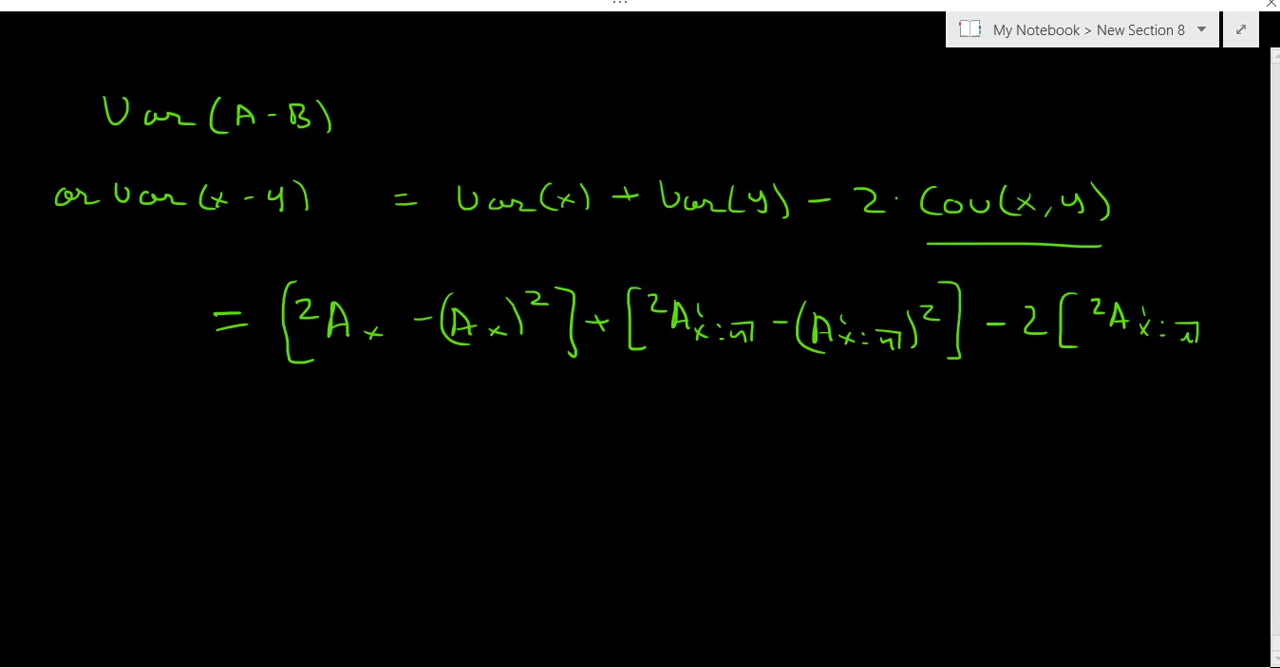 My Notebook > New Section 8
Var(A-B)
or Var(x-y) = Var(x) + Var(y) - 2 · Cov(x,y)
= [²Aₓ - (Aₓ)²] + [²A¹ₓ:n̅| - (A¹ₓ:n̅|)²] - 2 [²A¹ₓ:n̅|